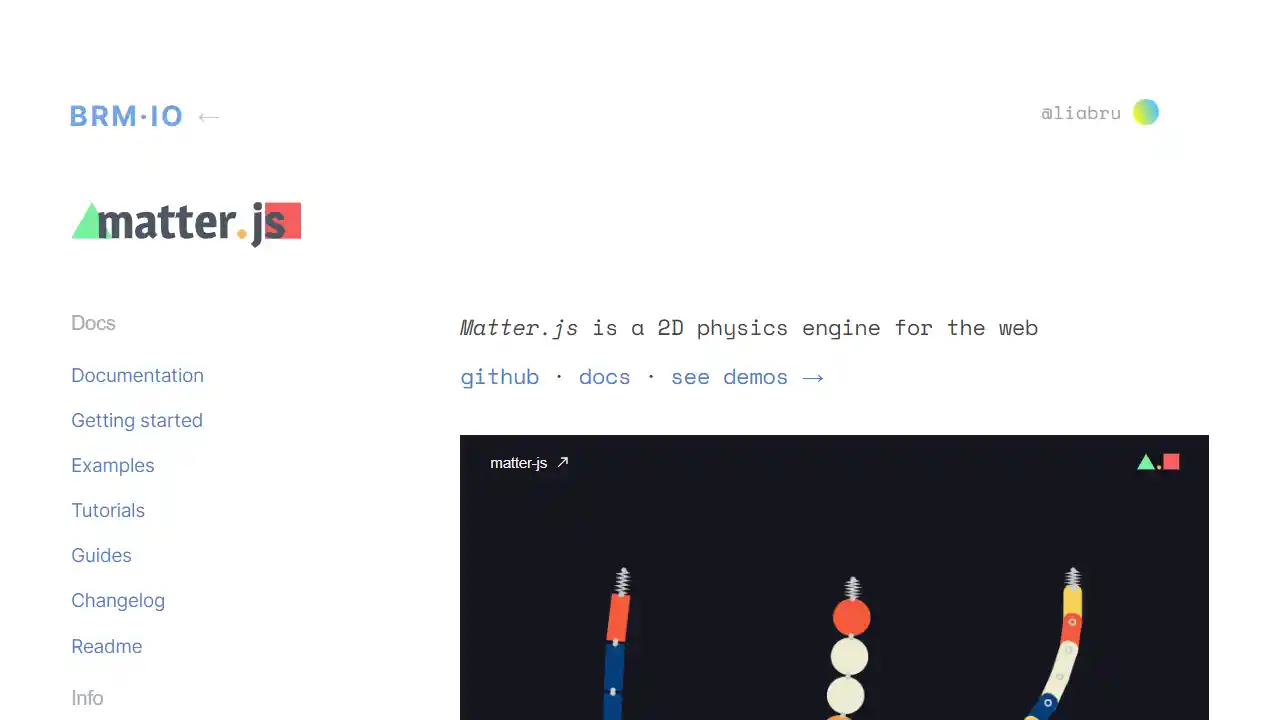 BRM·IO ←
@liabru
matter.js
Docs
Documentation
Getting started
Examples
Tutorials
Guides
Changelog
Readme
Info
Matter.js is a 2D physics engine for the web
github · docs · see demos →
matter-js ↗